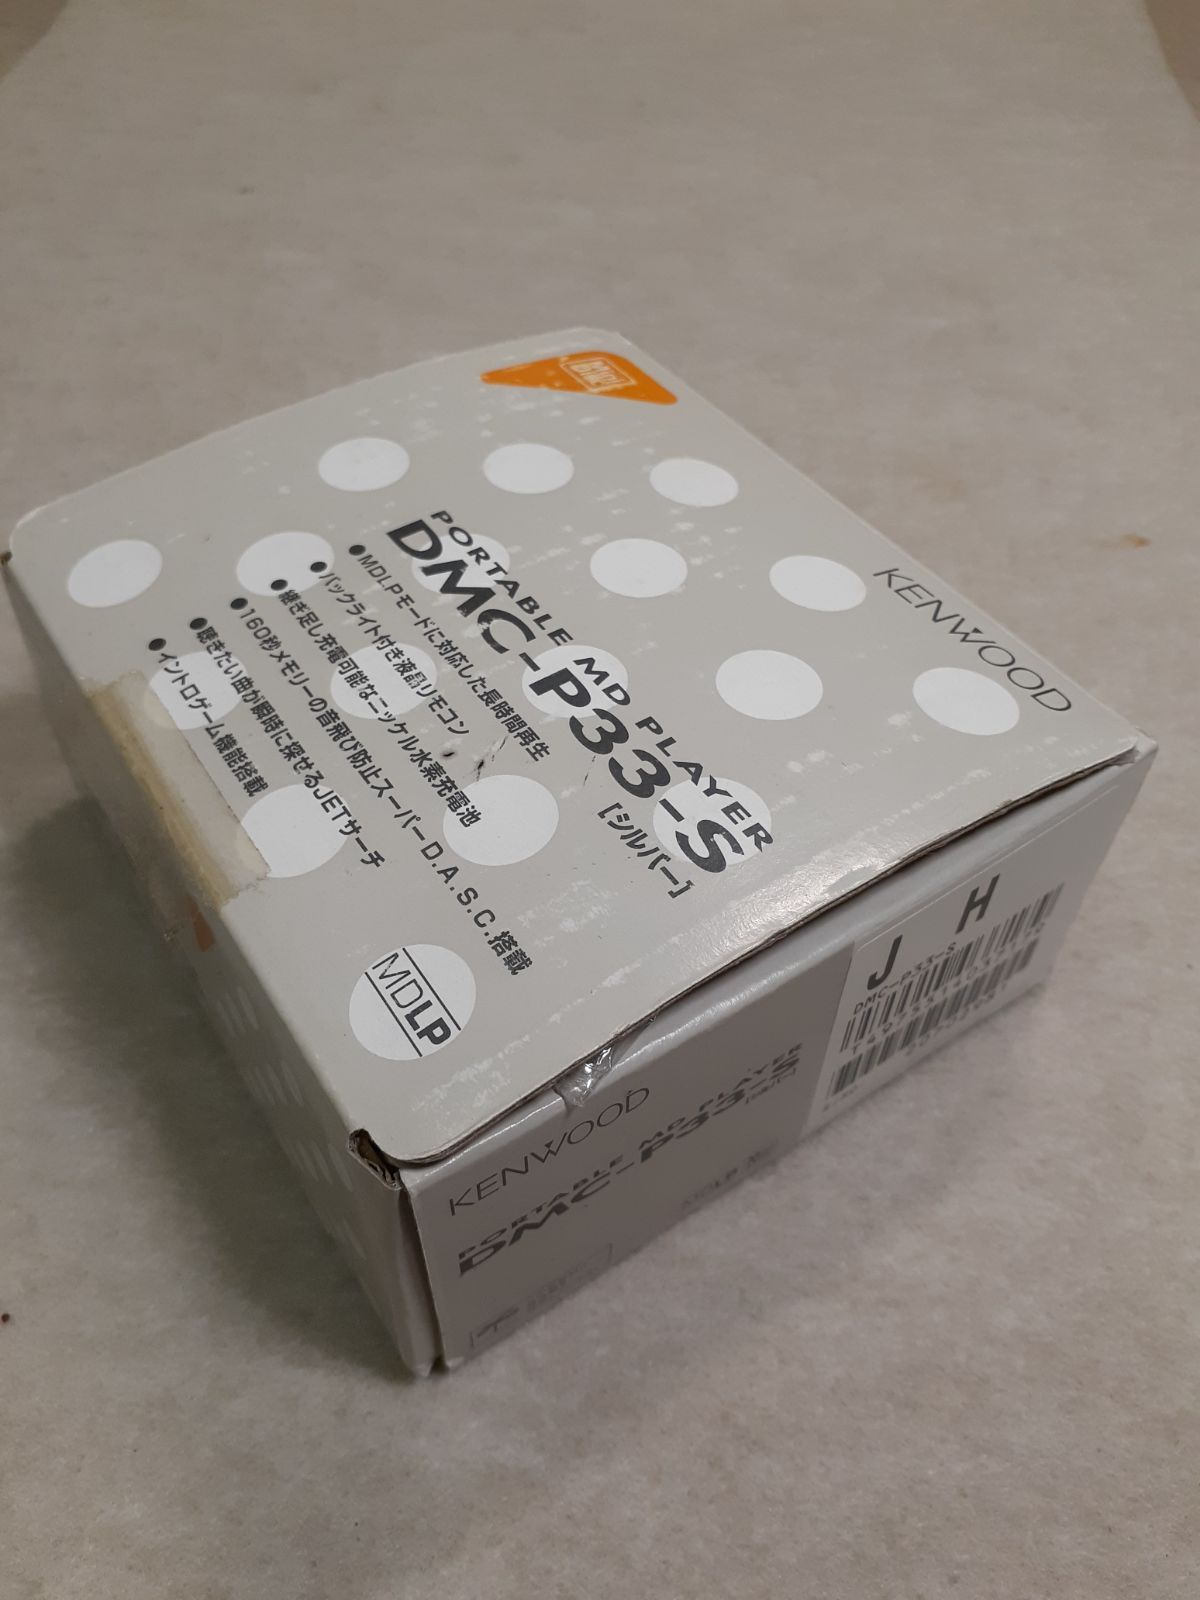 KENWOOD
PORTABLE MD PLAYER
DMC-P33-S
[シルバー]
●MDLPモードに対応した長時間再生
●バックライト付き液晶リモコン
●継ぎ足し充電可能なニッケル水素充電池
●160秒メモリーの音飛び防止スーパーD.A.S.C.搭載
●聴きたい曲が瞬時に探せるJETサーチ
●イントロゲーム機能搭載
MDLP
KENWOOD
PORTABLE MD PLAYER
DMC-P33-S
MDLP
J H
DMC-P33-S